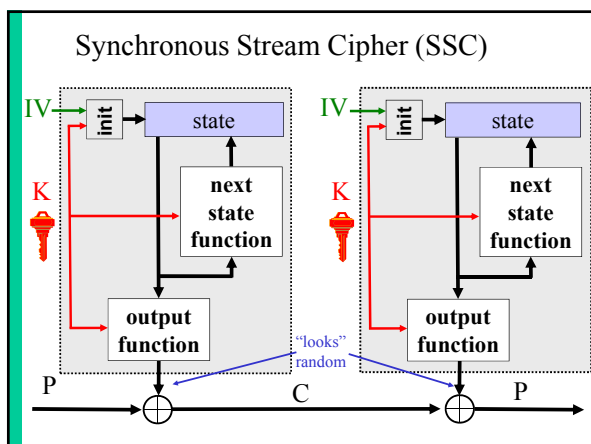 Synchronous Stream Cipher (SSC)
IV
init
state
K
next
state
function
output
function
IV
init
state
K
next
state
function
output
function
“looks”
random
P
C
P